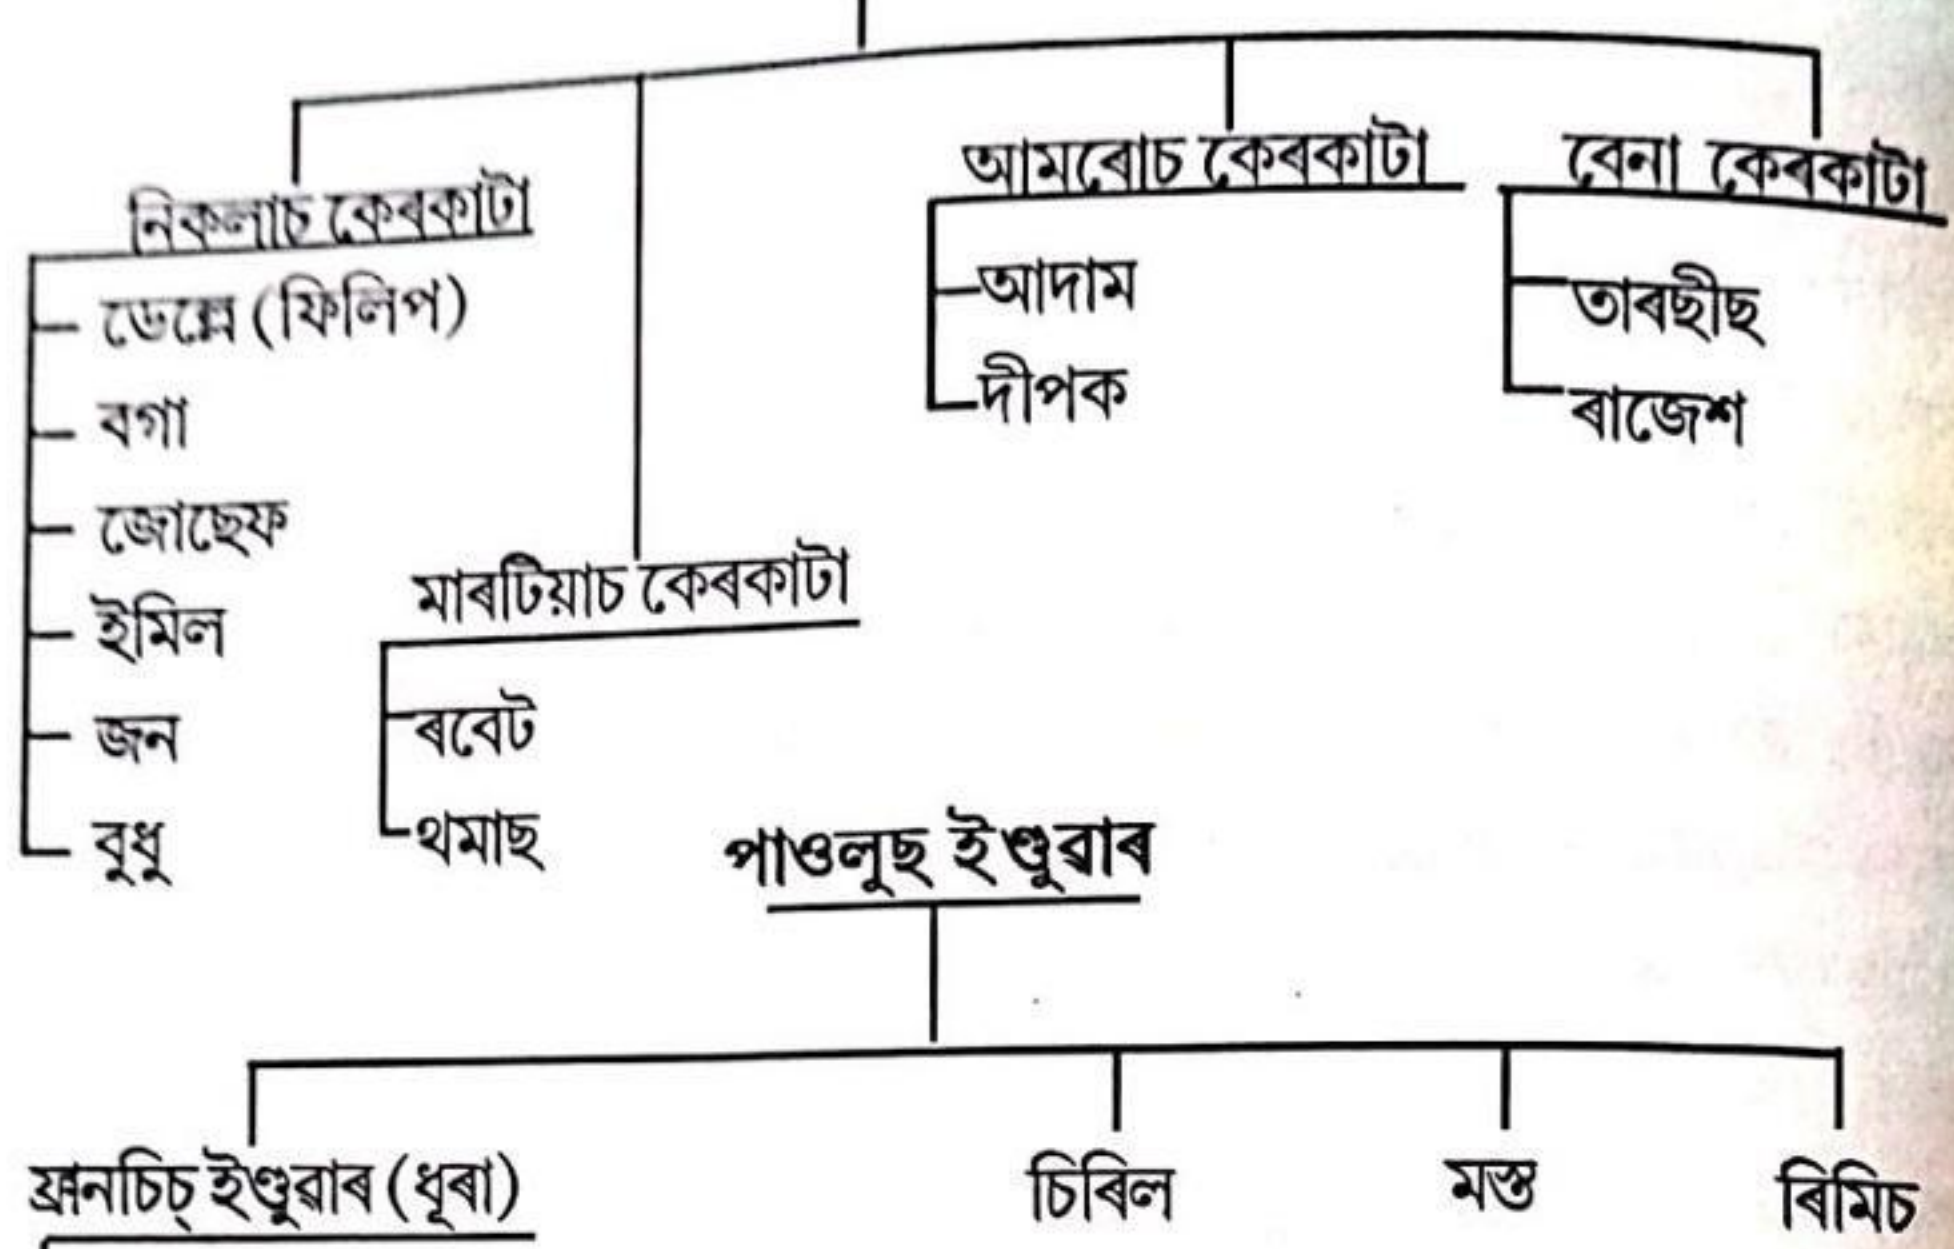 আমৰোচ কেৰকাটা বেনা কেৰকাটা
নিকলাচ কেৰকাটা
ডেল্লে (ফিলিপ) আদাম তাৰছীছ
বগা দীপক ৰাজেশ
জোছেফ
ইমিল মাৰটিয়াচ কেৰকাটা
জন ৰবেট
বুধু থমাছ পাওলুছ ইণ্ডুৱাৰ
ফ্ৰানচিচ্ ইণ্ডুৱাৰ (ধূৰা) চিৰিল মস্তু ৰিমিচ